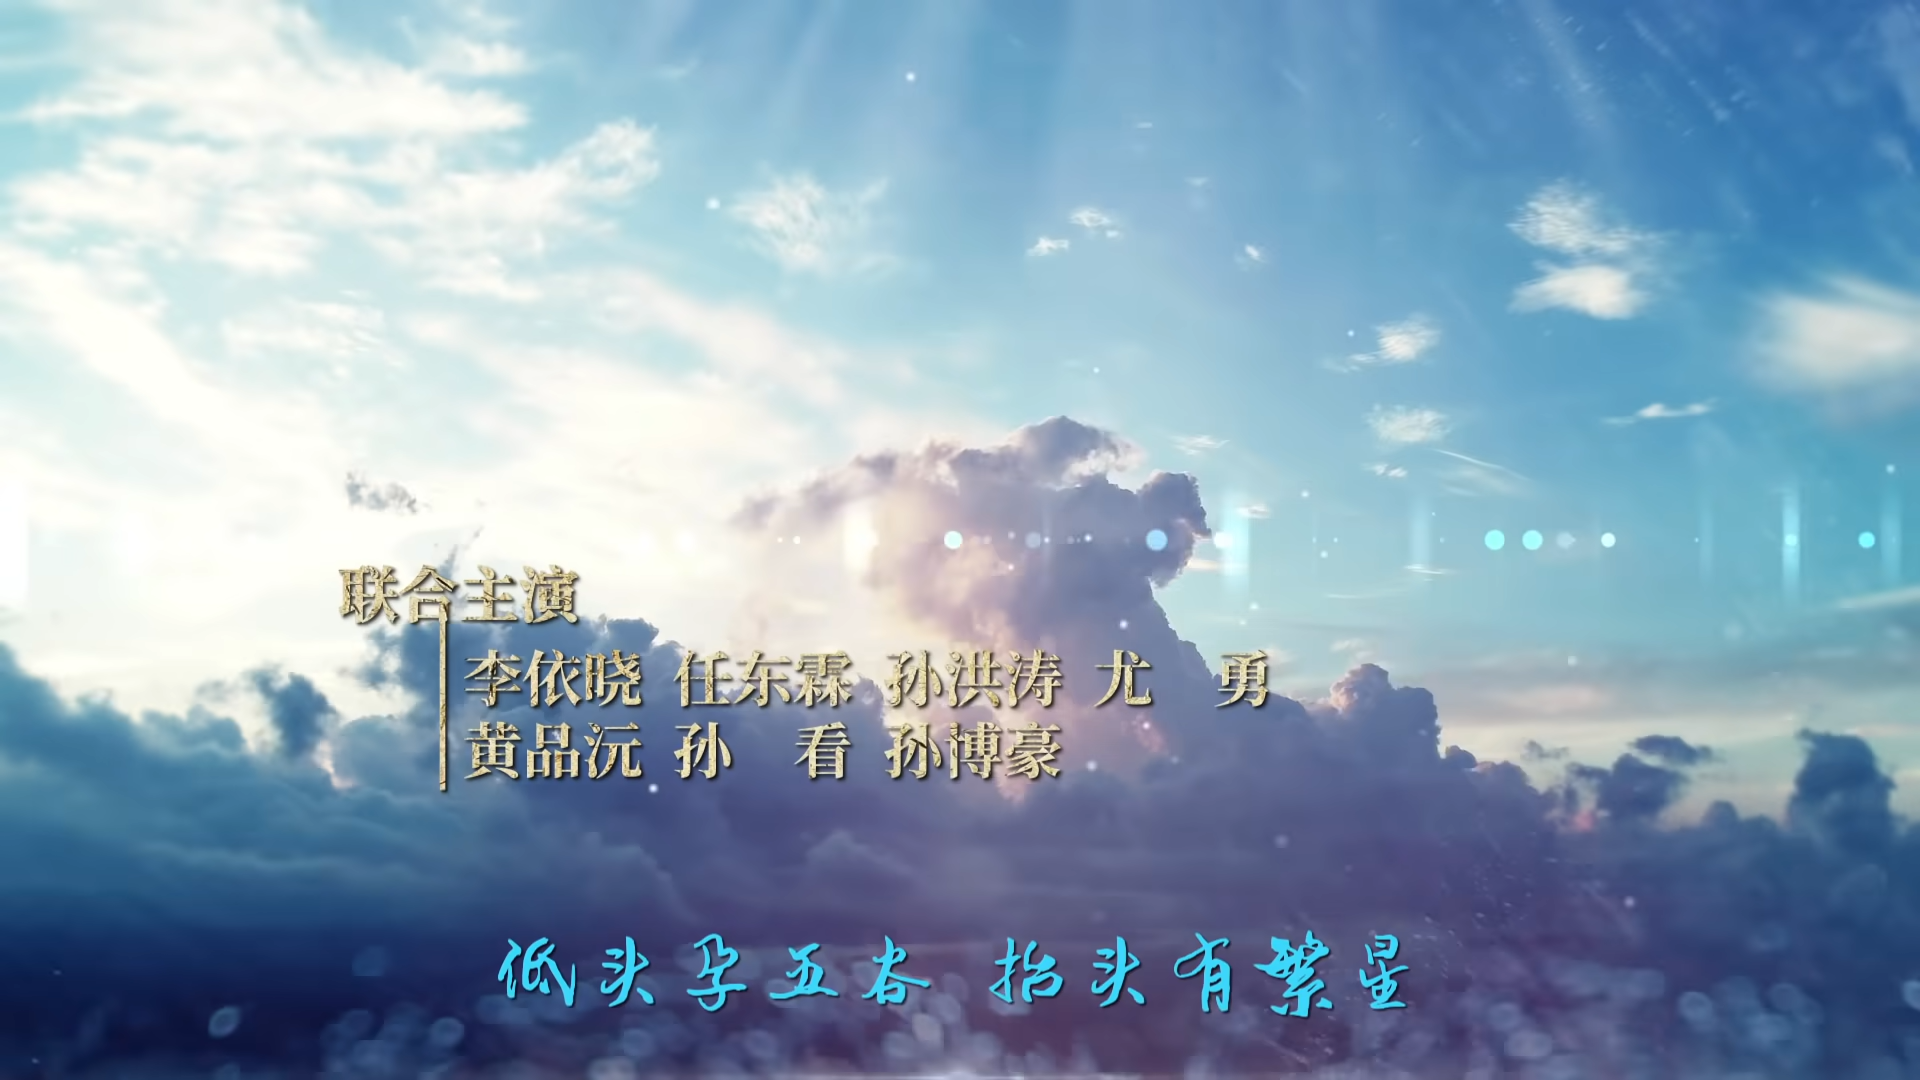 联合主演
李依晓 任东霖 孙洪涛 尤 勇
黄品沅 孙 看 孙博豪
低头孕五谷 抬头有繁星